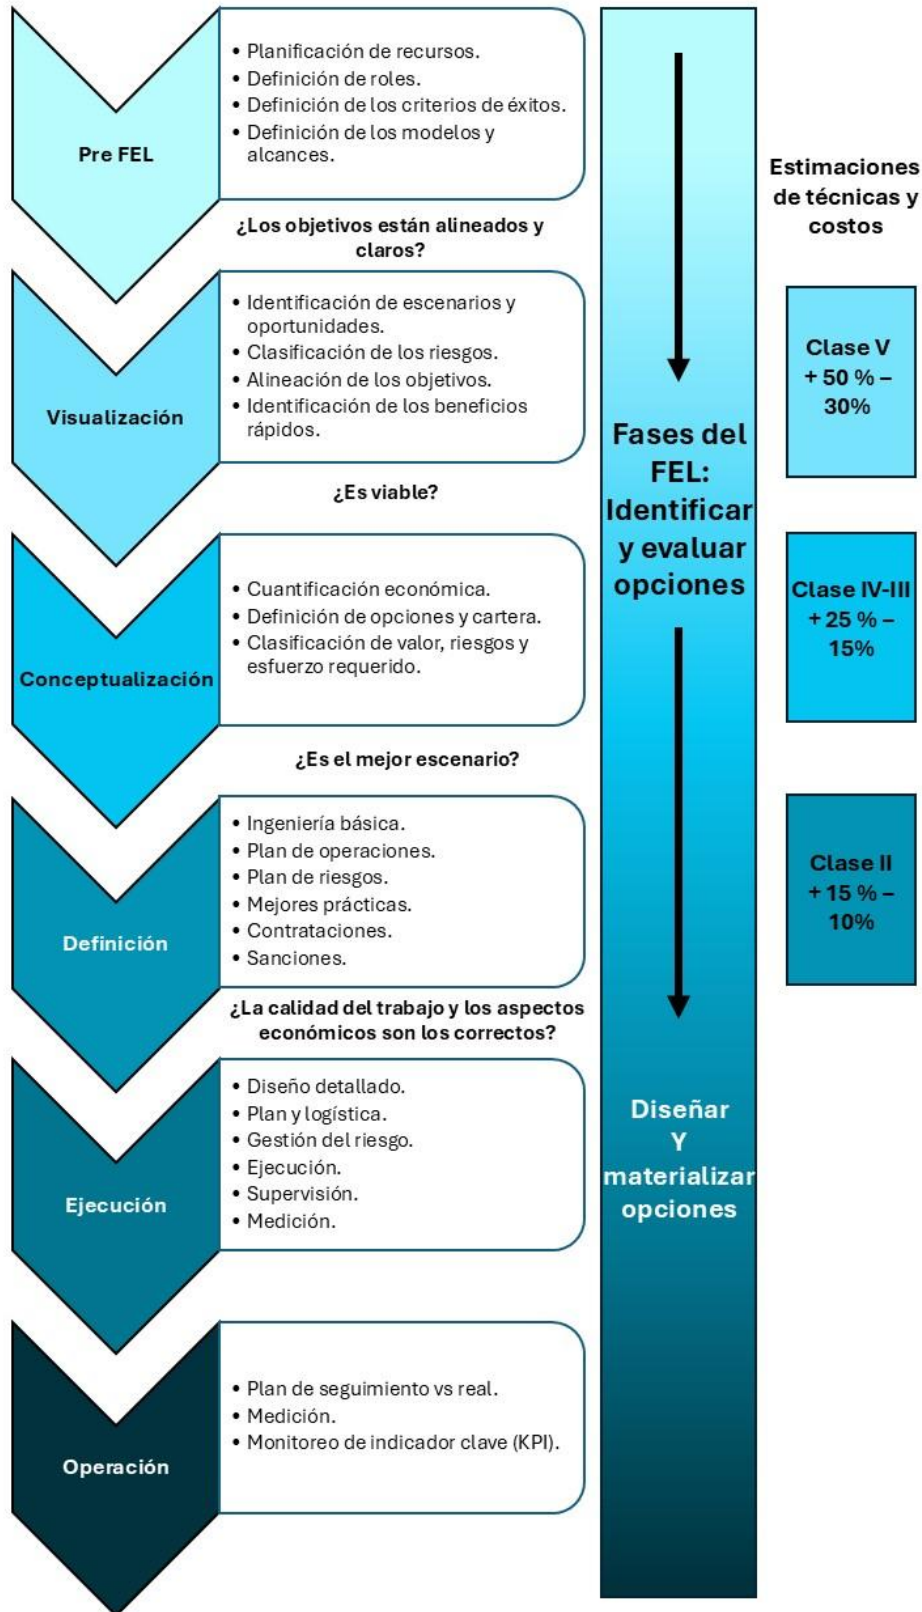 Pre FEL
• Planificación de recursos.
• Definición de roles.
• Definición de los criterios de éxitos.
• Definición de los modelos y
alcances.
¿Los objetivos están alineados y
claros?
Visualización
• Identificación de escenarios y
oportunidades.
• Clasificación de los riesgos.
• Alineación de los objetivos.
• Identificación de los beneficios
rápidos.
¿Es viable?
Conceptualización
• Cuantificación económica.
• Definición de opciones y cartera.
• Clasificación de valor, riesgos y
esfuerzo requerido.
¿Es el mejor escenario?
Definición
• Ingeniería básica.
• Plan de operaciones.
• Plan de riesgos.
• Mejores prácticas.
• Contrataciones.
• Sanciones.
¿La calidad del trabajo y los aspectos
económicos son los correctos?
Ejecución
• Diseño detallado.
• Plan y logística.
• Gestión del riesgo.
• Ejecución.
• Supervisión.
• Medición.
Operación
• Plan de seguimiento vs real.
• Medición.
• Monitoreo de indicador clave (KPI).
Fases del
FEL:
Identificar
y evaluar
opciones
Diseñar
Y
materializar
opciones
Estimaciones
de técnicas y
costos
Clase V
+ 50 % –
30%
Clase IV-III
+ 25 % –
15%
Clase II
+ 15 % –
10%